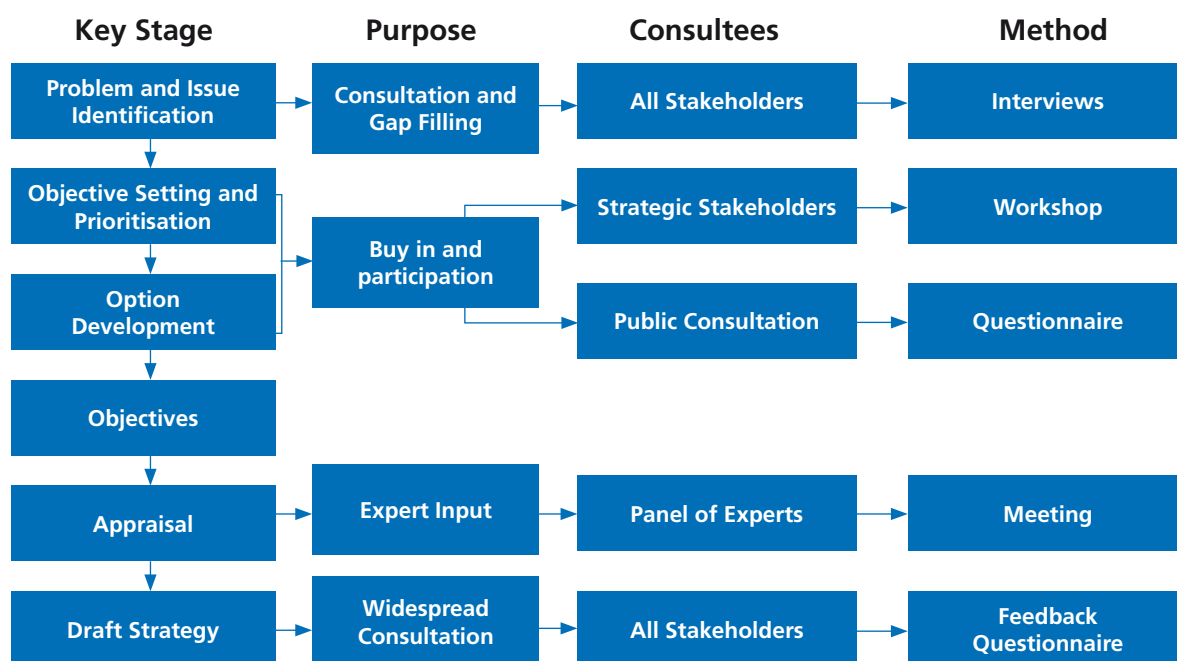 Key Stage
Purpose
Consultees
Method
Problem and Issue
Identification
Consultation and
Gap Filling
All Stakeholders
Interviews
Objective Setting and
Prioritisation
Buy in and
participation
Strategic Stakeholders
Workshop
Option
Development
Public Consultation
Questionnaire
Objectives
Appraisal
Expert Input
Panel of Experts
Meeting
Draft Strategy
Widespread
Consultation
All Stakeholders
Feedback
Questionnaire